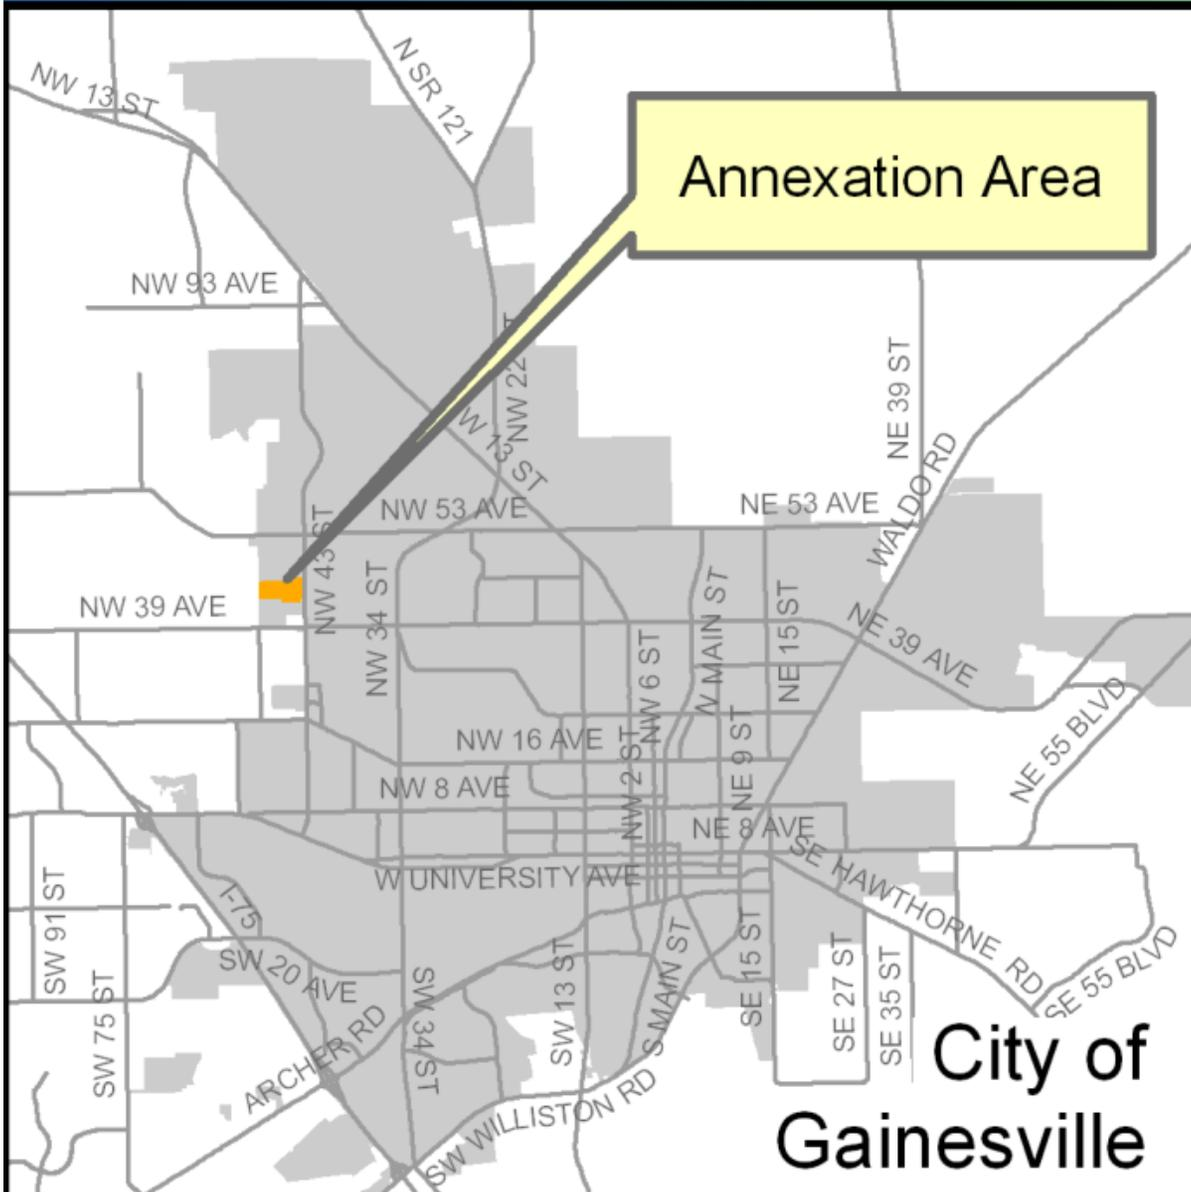 NW 13 ST
N SR 121
Annexation Area
NW 93 AVE
NW 22
NE 39 ST
W 13 ST
WALDO RD
NW 53 AVE
NE 53 AVE
NW 43 ST
NW 39 AVE
NW 34 ST
NW 6 ST
W MAIN ST
NE 15 ST
NE 39 AVE
NE 55 BLVD
NW 16 AVE
NW 2 ST
NE 9 ST
NW 8 AVE
NE 8 AVE
W UNIVERSITY AVE
SE HAWTHORNE RD
SW 91 ST
I-75
SW 20 AVE
SW 75 ST
ARCHER RD
SW 34 ST
SW 13 ST
S MAIN ST
SE 15 ST
SE 27 ST
SE 35 ST
SE 55 BLVD
SW WILLISTON RD
City of
Gainesville